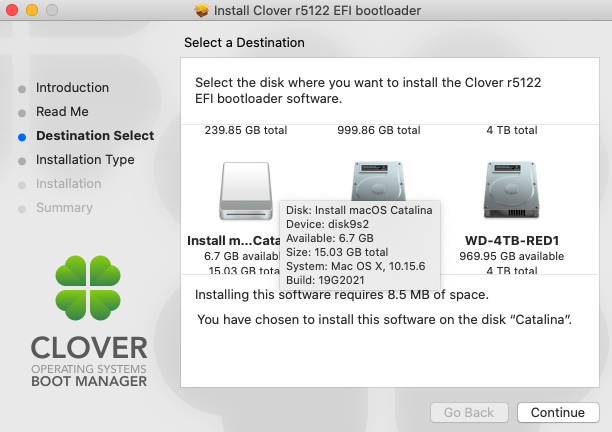 Install Clover r5122 EFI bootloader
Select a Destination
Introduction
Read Me
Destination Select
Installation Type
Installation
Summary
CLOVER
OPERATING SYSTEMS
BOOT MANAGER
Select the disk where you want to install the Clover r5122
EFI bootloader software.
239.85 GB total
999.86 GB total
4 TB total
Install m...Cata
6.7 GB availab
15.03 GB tota
Disk: Install macOS Catalina
Device: disk9s2
Available: 6.7 GB
Size: 15.03 GB total
System: Mac OS X, 10.15.6
Build: 19G2021
WD-4TB-RED1
969.95 GB available
4 TB total
Installing this software requires 8.5 MB of space.
You have chosen to install this software on the disk “Catalina”.
Go Back
Continue